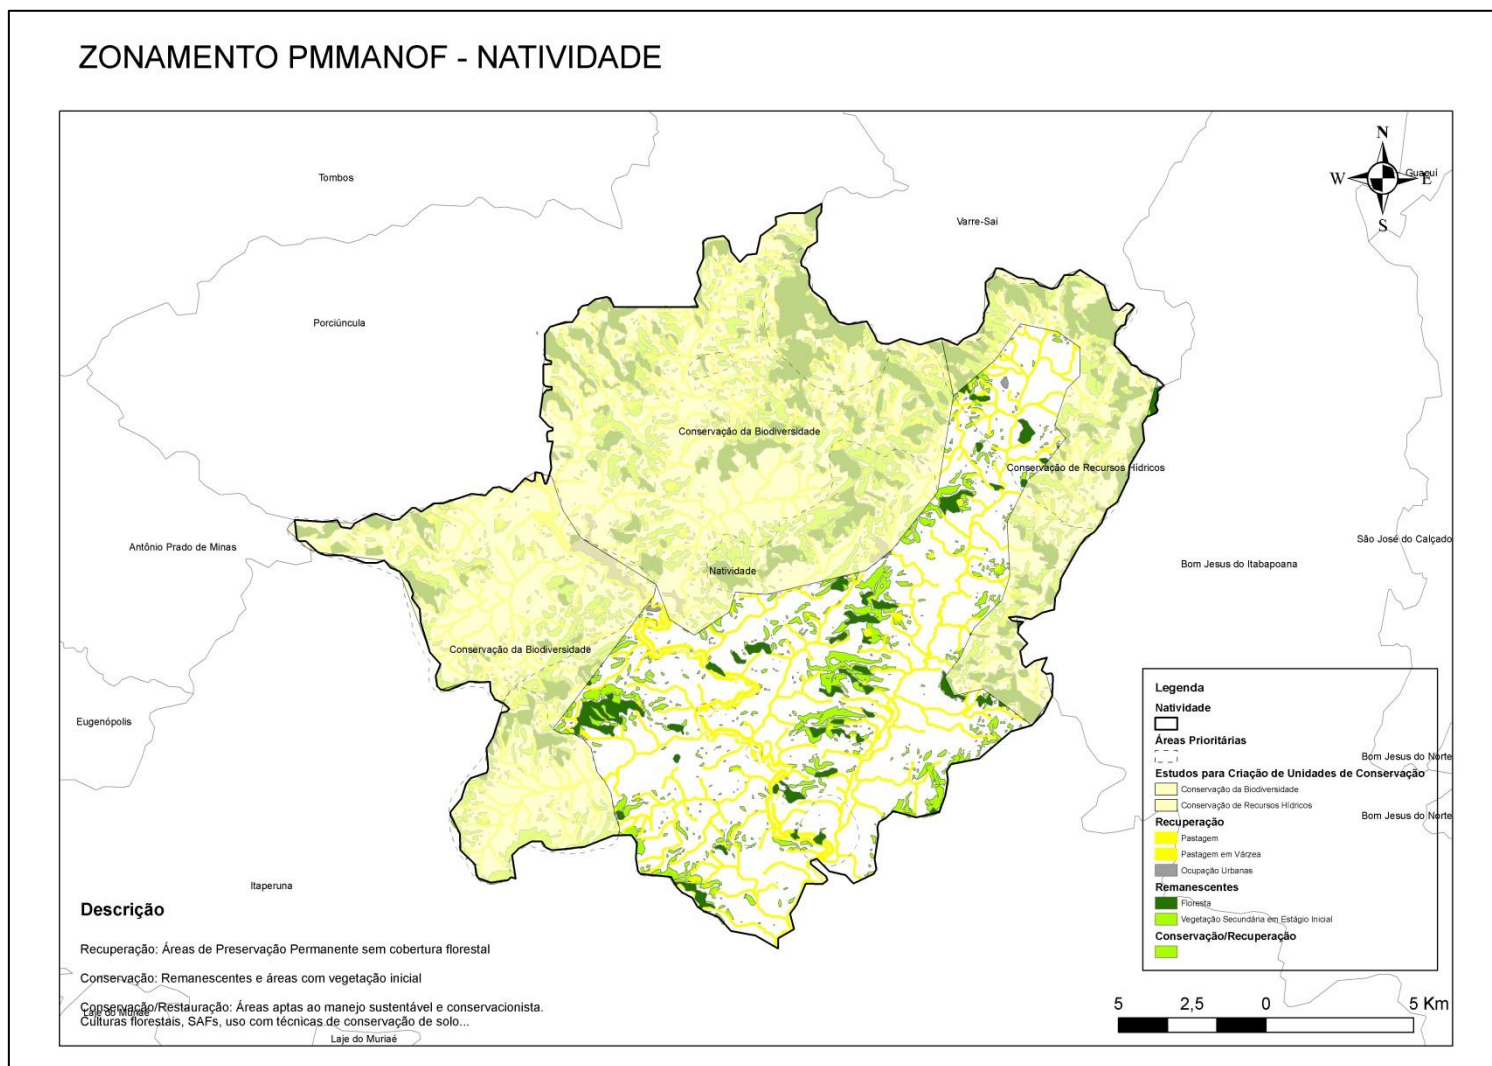 ZONAMENTO PMMANOF - NATIVIDADE
N
W
E
S
Guaçuí
Tombos
Varre-Sai
Porciúncula
Conservação da Biodiversidade
Conservação de Recursos Hídricos
São José do Calçado
Antônio Prado de Minas
Bom Jesus do Itabapoana
Natividade
Conservação da Biodiversidade
Eugenópolis
Itaperuna
Bom Jesus do Norte
Bom Jesus do Norte
Legenda
Natividade
Áreas Prioritárias
Estudos para Criação de Unidades de Conservação
Conservação da Biodiversidade
Conservação de Recursos Hídricos
Recuperação
Pastagem
Pastagem em Várzea
Ocupação Urbanas
Remanescentes
Floresta
Vegetação Secundária em Estágio Inicial
Conservação/Recuperação
Descrição
Recuperação: Áreas de Preservação Permanente sem cobertura florestal
Conservação: Remanescentes e áreas com vegetação inicial
Conservação/Restauração: Áreas aptas ao manejo sustentável e conservacionista.
Culturas florestais, SAFs, uso com técnicas de conservação de solo...
Laje do Muriaé
Laje do Muriaé
5 2,5 0 5 Km